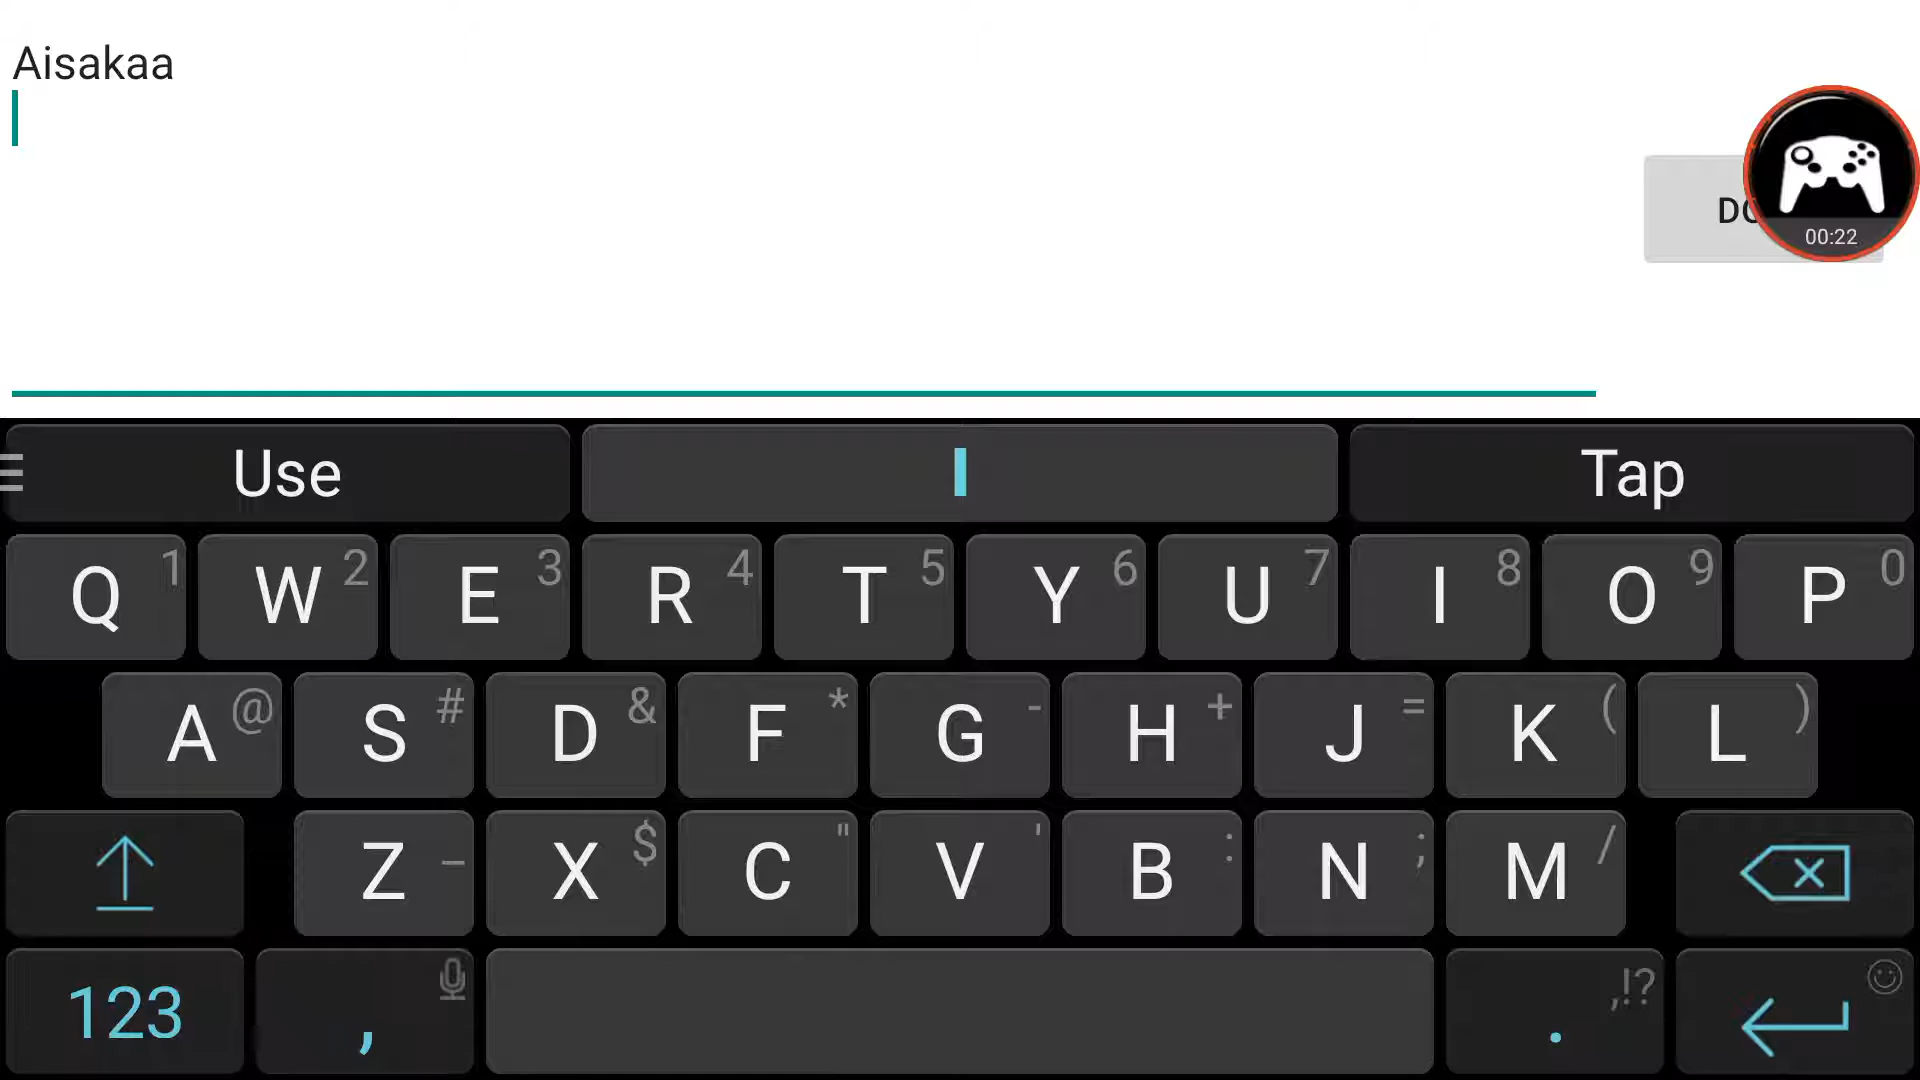 Aisakaa
DO
00:22
Use I Tap
Q 1 W 2 E 3 R 4 T 5 Y 6 U 7 I 8 O 9 P 0
A @ S # D & F * G - H + J = K ( L )
Z _ X $ C " V ' B : N ; M /
123 , . ,!?